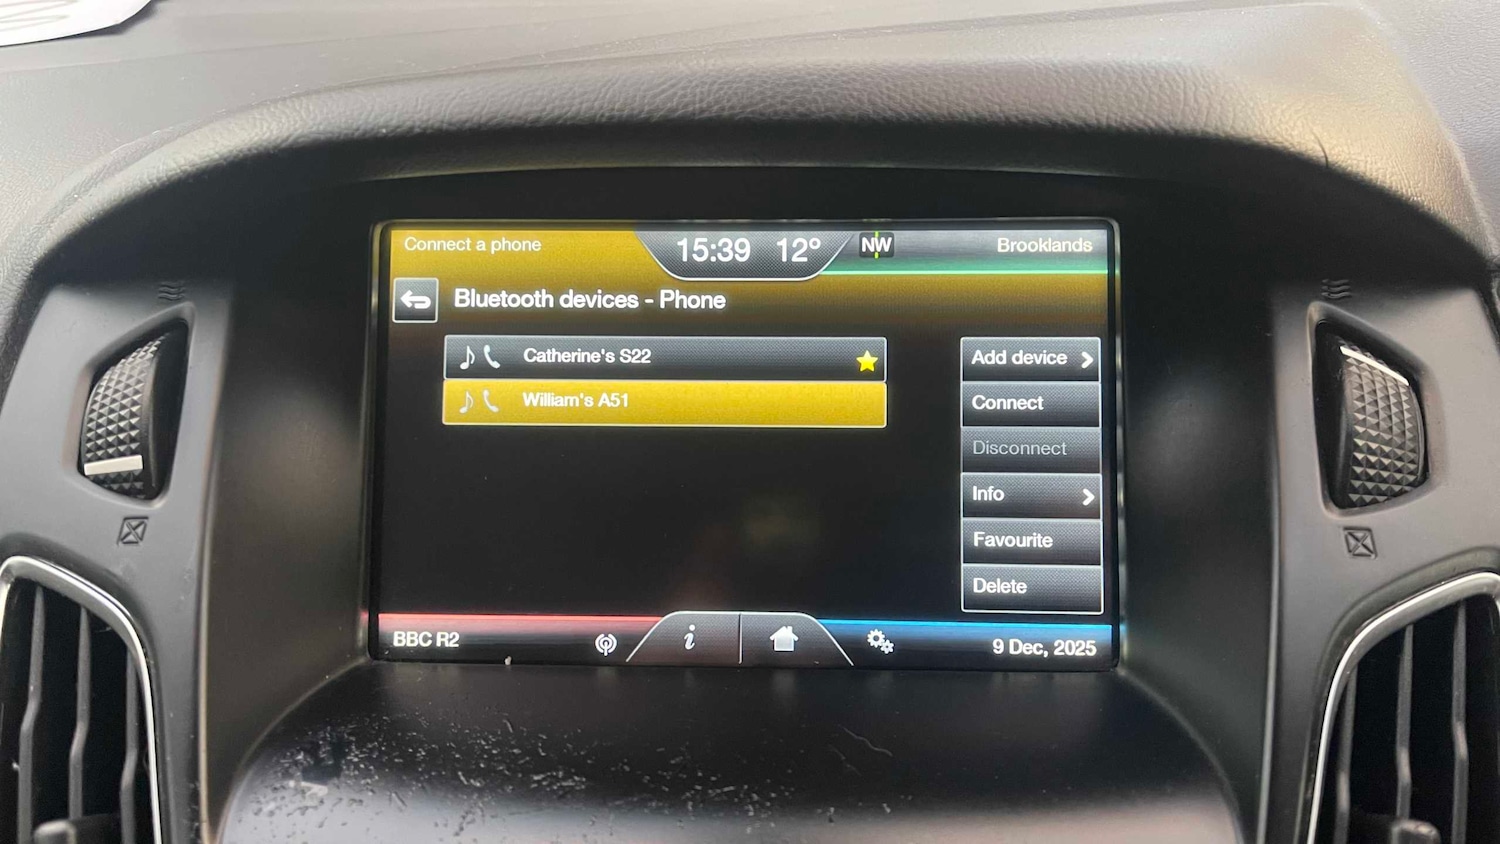 Connect a phone
15:39 12°
NW
Brooklands
Bluetooth devices - Phone
Catherine's S22
William's A51
Add device
Connect
Disconnect
Info
Favourite
Delete
BBC R2
i
9 Dec, 2025